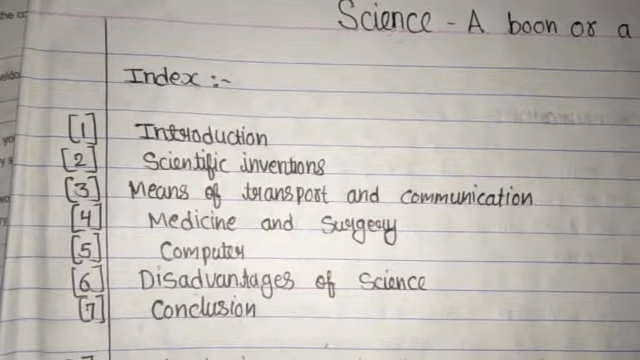 Science - A boon or a
Index :-
[1] Introduction
[2] Scientific inventions
[3] Means of transport and communication
[4] Medicine and Surgery
[5] Computer
[6] Disadvantages of Science
[7] Conclusion